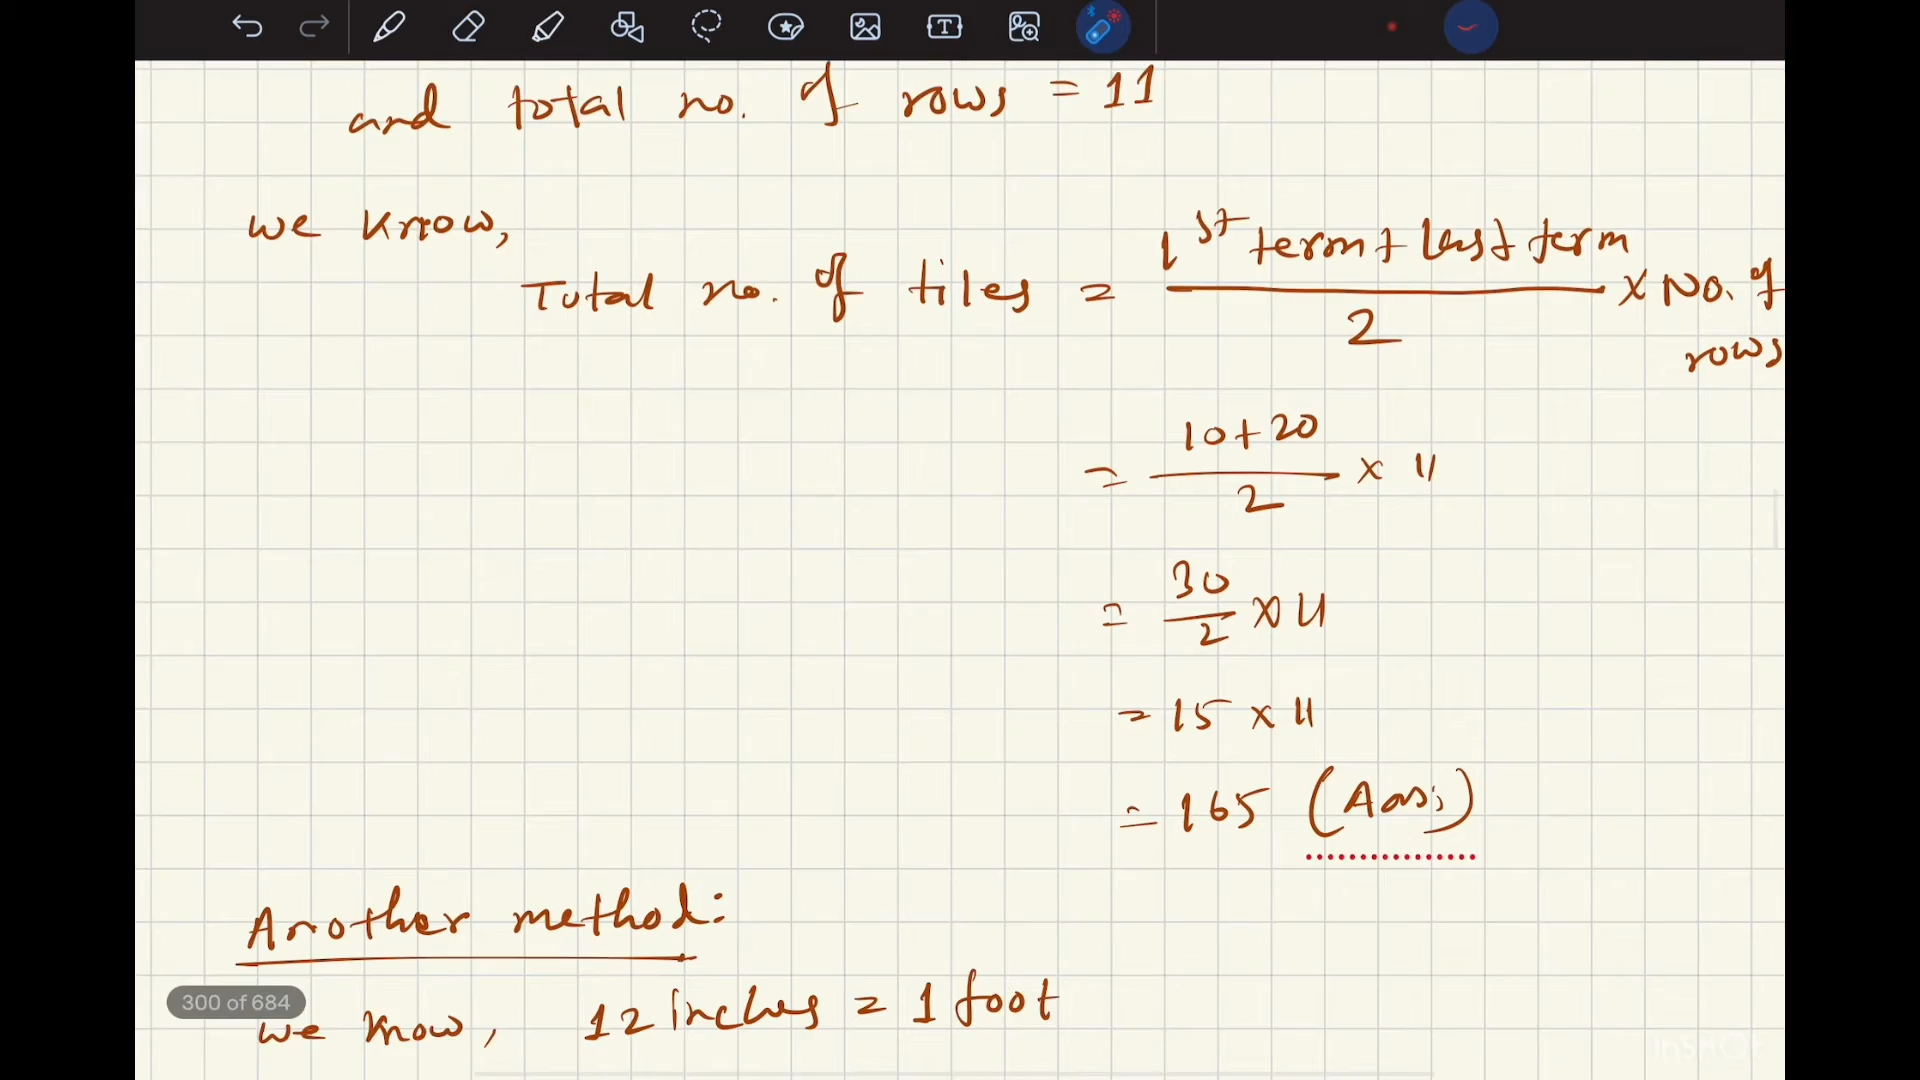 and total no. of rows = 11
we know,
Total no. of tiles = (1st term + last term)/2 × No. of rows
= (10+20)/2 × 11
= 30/2 × 11
= 15 × 11
= 165 (Ans;)
Another method:
300 of 684
we know, 12 inches = 1 foot